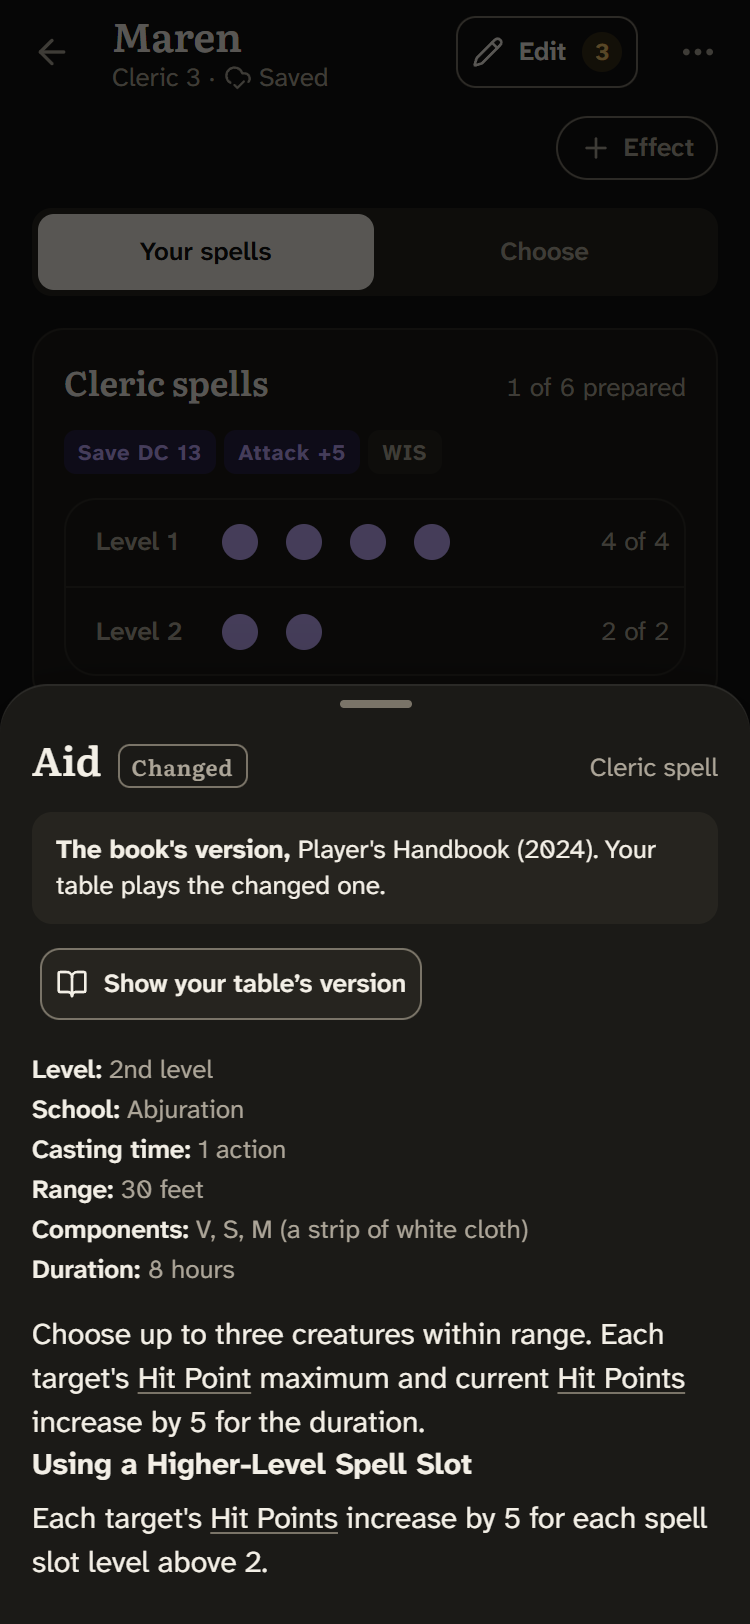 Maren
Cleric 3 · Saved
Edit 3
Effect
Your spells
Choose
Cleric spells
1 of 6 prepared
Save DC 13
Attack +5
WIS
Level 1
4 of 4
Level 2
2 of 2
Aid
Changed
Cleric spell
The book's version, Player's Handbook (2024). Your
table plays the changed one.
Show your table’s version
Level: 2nd level
School: Abjuration
Casting time: 1 action
Range: 30 feet
Components: V, S, M (a strip of white cloth)
Duration: 8 hours
Choose up to three creatures within range. Each
target's Hit Point maximum and current Hit Points
increase by 5 for the duration.
Using a Higher-Level Spell Slot
Each target's Hit Points increase by 5 for each spell
slot level above 2.